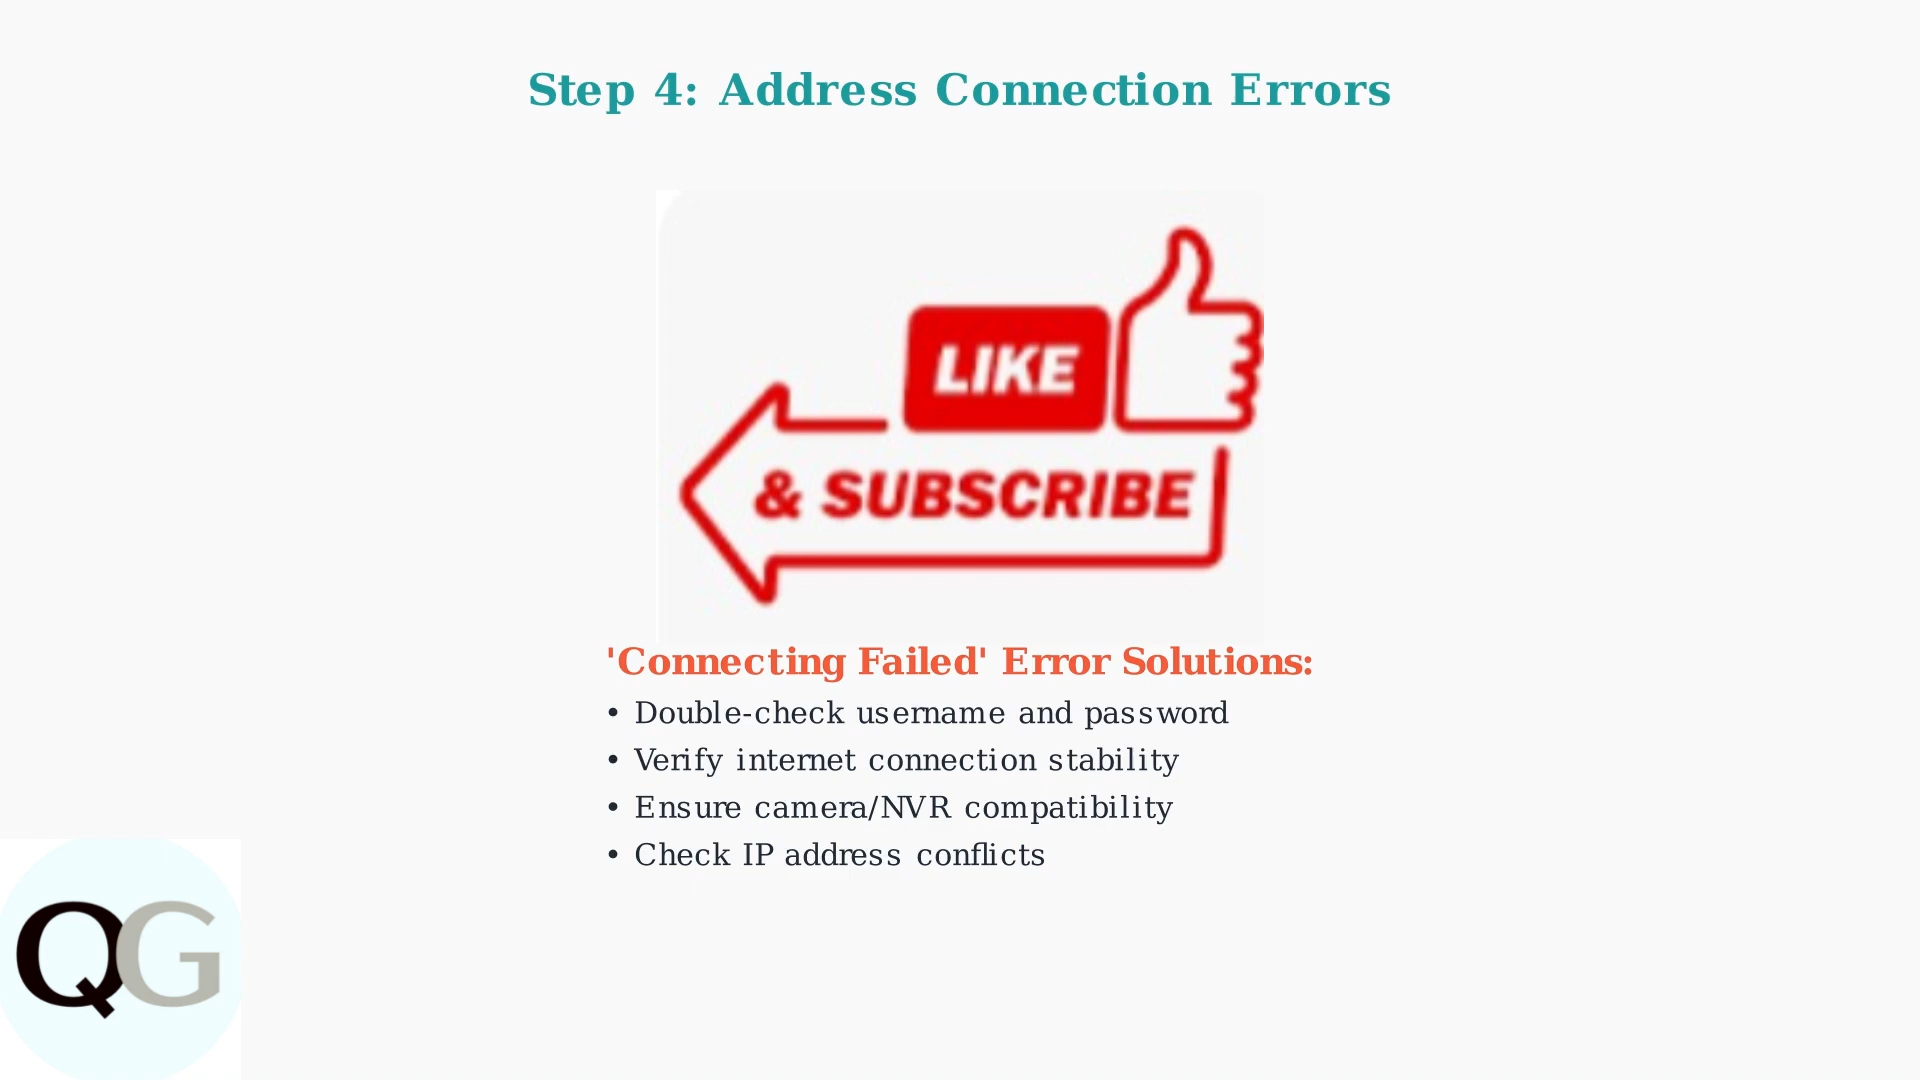 Step 4: Address Connection Errors
LIKE
& SUBSCRIBE
'Connecting Failed' Error Solutions:
• Double-check username and password
• Verify internet connection stability
• Ensure camera/NVR compatibility
• Check IP address conflicts
QG